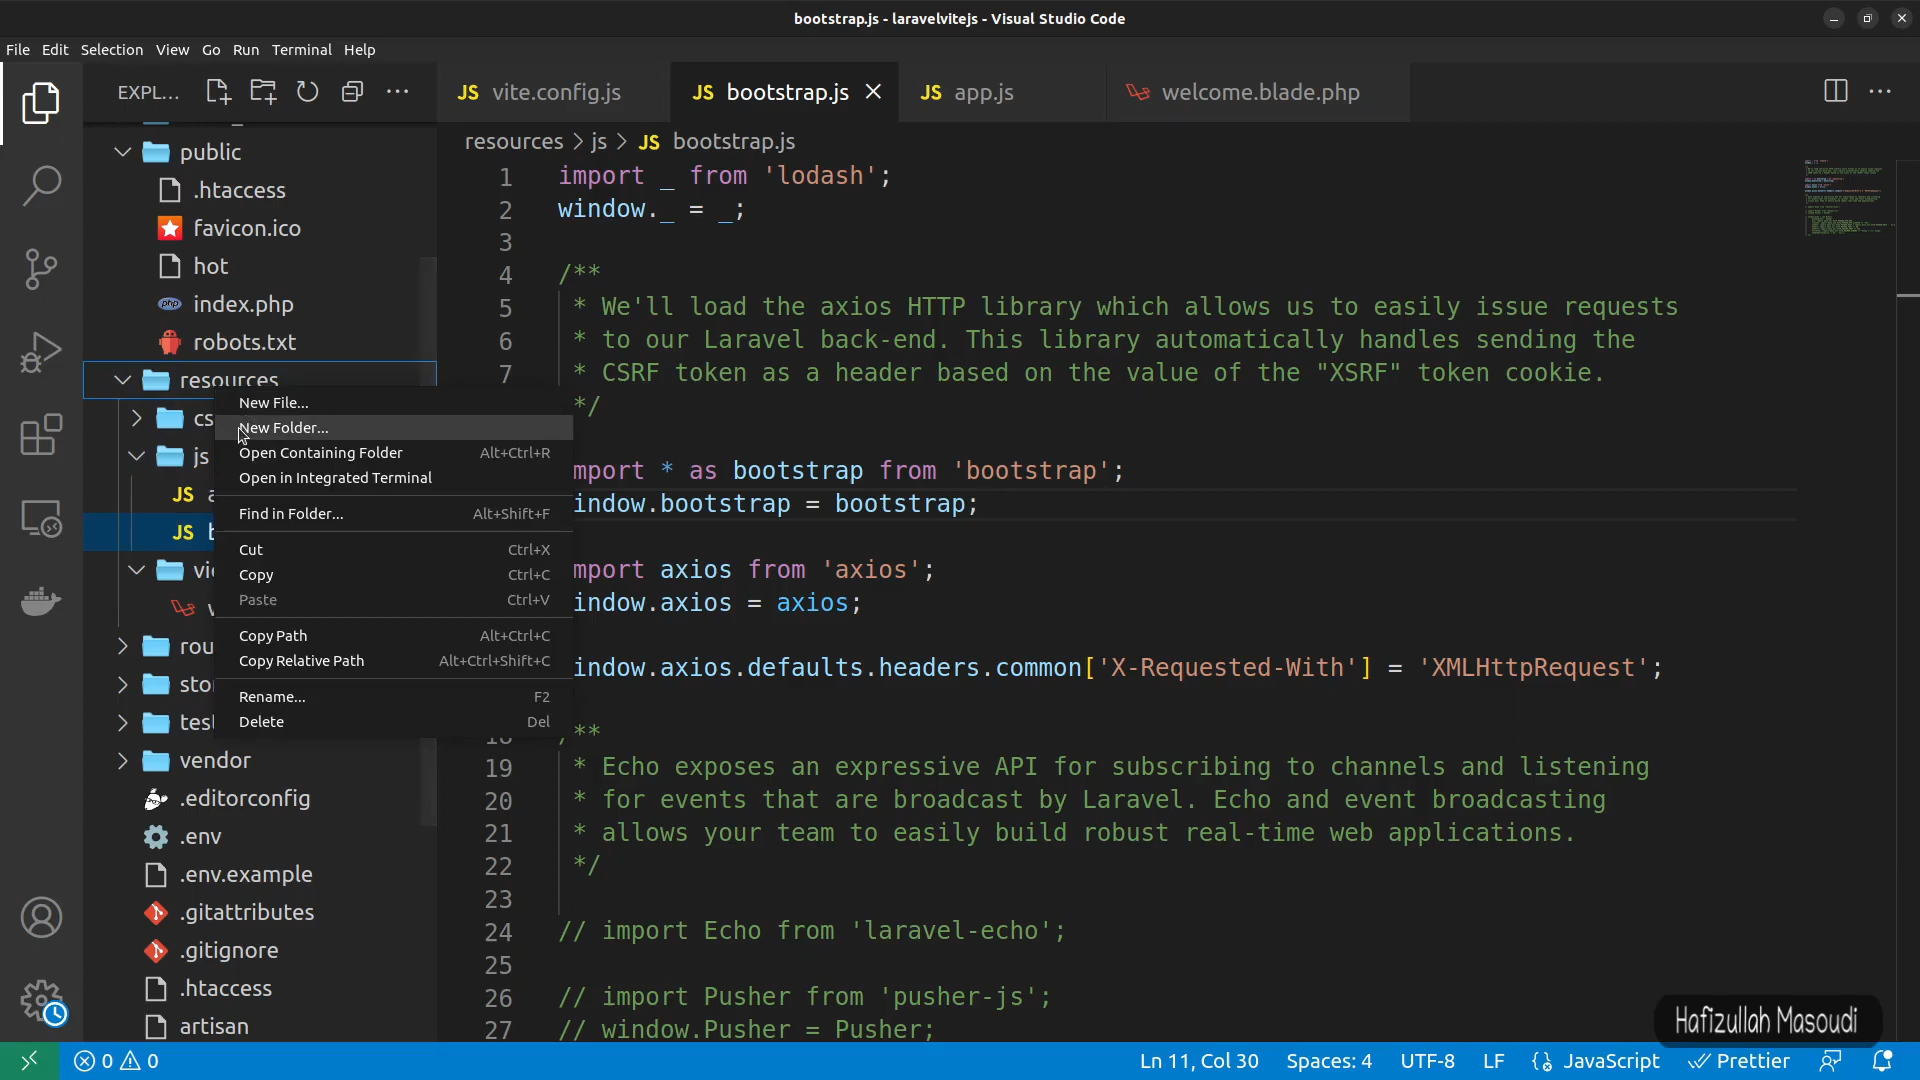 bootstrap.js - laravelvitejs - Visual Studio Code
File Edit Selection View Go Run Terminal Help
EXPL...
JS vite.config.js
JS bootstrap.js
JS app.js
welcome.blade.php
resources > js > JS bootstrap.js
public
.htaccess
favicon.ico
hot
php index.php
robots.txt
resources
cs
js
JS
JS
rou
vendor
.editorconfig
.env
.env.example
.gitattributes
.gitignore
.htaccess
artisan
New File...
New Folder...
Open Containing Folder Alt+Ctrl+R
Open in Integrated Terminal
Find in Folder... Alt+Shift+F
Cut Ctrl+X
Copy Ctrl+C
Paste Ctrl+V
Copy Path Alt+Ctrl+C
Copy Relative Path Alt+Ctrl+Shift+C
Rename... F2
Delete Del
1 import _ from 'lodash';
2 window._ = _;
3
4 /**
5 * We'll load the axios HTTP library which allows us to easily issue requests
6 * to our Laravel back-end. This library automatically handles sending the
7 * CSRF token as a header based on the value of the "XSRF" token cookie.
*/
mport * as bootstrap from 'bootstrap';
indow.bootstrap = bootstrap;
mport axios from 'axios';
indow.axios = axios;
indow.axios.defaults.headers.common['X-Requested-With'] = 'XMLHttpRequest';
18 /**
19 * Echo exposes an expressive API for subscribing to channels and listening
20 * for events that are broadcast by Laravel. Echo and event broadcasting
21 * allows your team to easily build robust real-time web applications.
22 */
23
24 // import Echo from 'laravel-echo';
25
26 // import Pusher from 'pusher-js';
27 // window.Pusher = Pusher;
Hafizullah Masoudi
0 0
Ln 11, Col 30 Spaces: 4 UTF-8 LF JavaScript Prettier